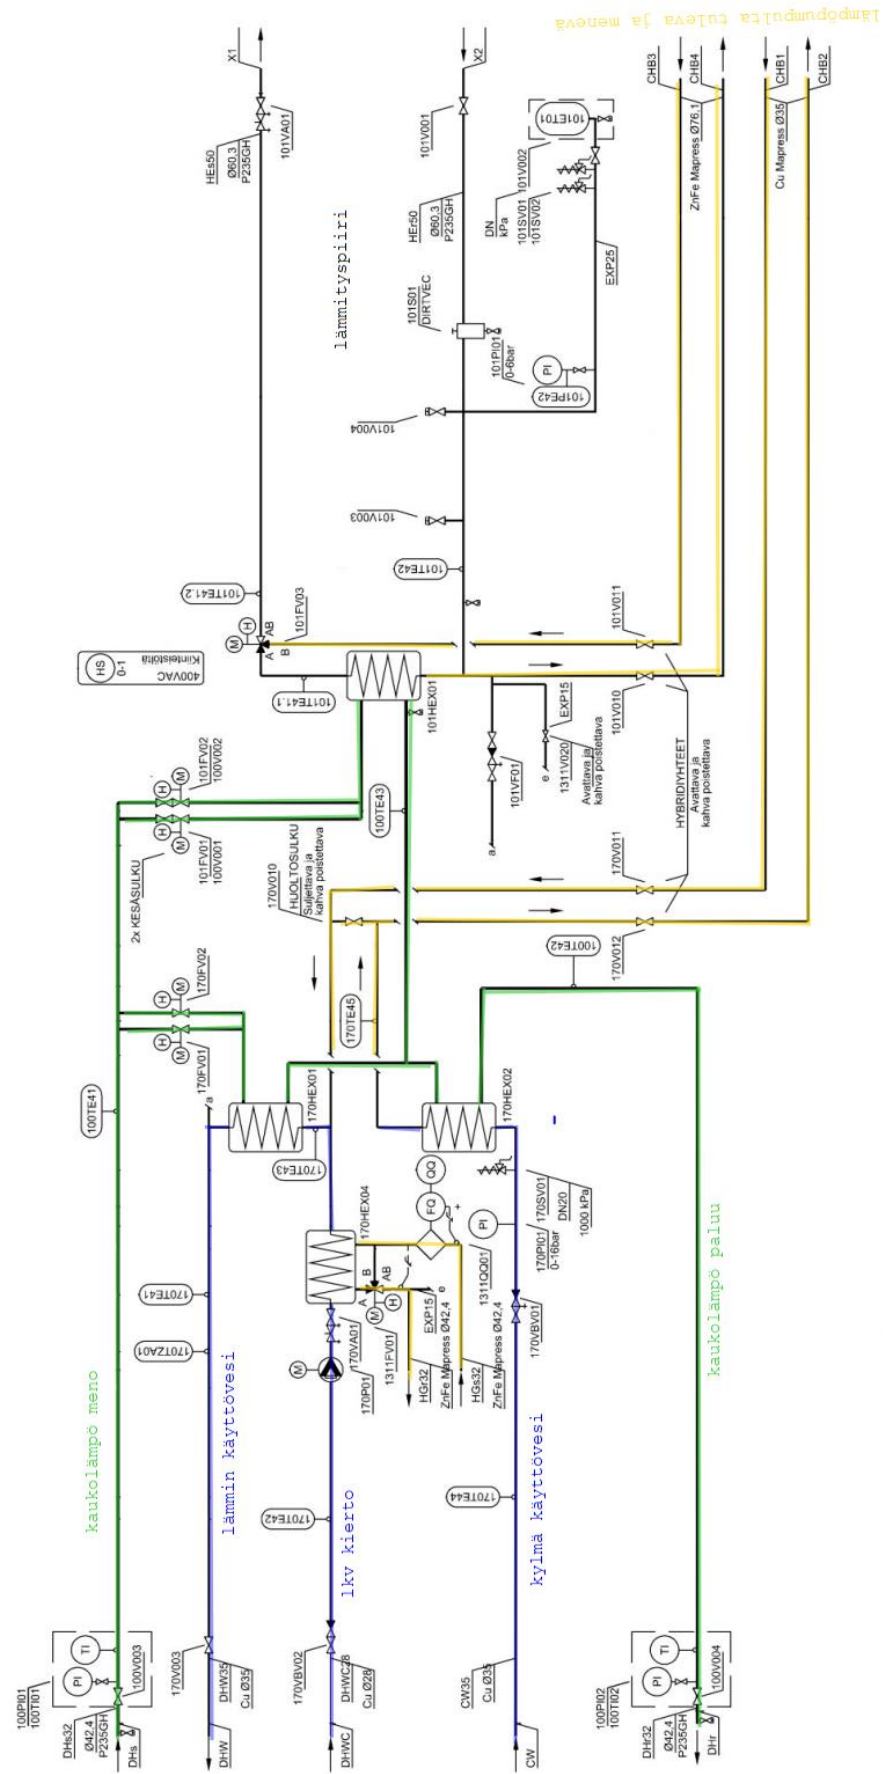 lämpöpumpulta tuleva ja menevä
X1
X2
CHB3
CHB4
CHB1
CHB2
ZnFe Mapress Ø76,1
Cu Mapress Ø35
HEs50
Ø60,3
P235GH
101VA01
101V001
HEr50
Ø60,3
P235GH
101ET01
101V002
DN
kPa
101SV01
101SV02
EXP25
lämmityspiiri
101S01
DIRTVEC
101PI01
0-6bar
PI
101PE42
101V004
101V003
101TE42
101TE41.2
M
H
A
AB
B
101FV03
HS
0-1
400VAC
Kiinteistöltä
101TE41.1
101HEX01
101V011
101V010
EXP15
1311V020
Avattava ja
kahva poistettava
e
101VF01
a
HYBRIDIYHTEET
Avattava ja
kahva poistettava
101FV02
100V002
H
M
101FV01
100V001
H
M
2x KESÄSULKU
100TE43
170V010
HUOLTOSULKU
Suljettava ja
kahva poistettava
170V011
170V012
100TE42
170FV02
H
M
170FV01
H
M
170TE45
100TE41
a
170HEX01
170HEX02
170TE43
170HEX04
FQ
QQ
PI
170SV01
DN20
1000 kPa
170PI01
0-16bar
1311QQ01
A
B
AB
M
H
EXP15
e
1311FV01
170VA01
170P01
M
170VBV01
HGr32
ZnFe Mapress Ø42,4
HGs32
ZnFe Mapress Ø42,4
170TE41
170TZA01
kaukolämpö meno
lämmin käyttövesi
lkv kierto
kylmä käyttövesi
kaukolämpö paluu
170TE42
170TE44
100PI01
100TI01
PI
TI
100V003
DHs32
Ø42,4
P235GH
DHs
170V003
DHW35
Cu Ø35
DHW
170VBV02
DHWC28
Cu Ø28
DHWC
CW35
Cu Ø35
CW
100PI02
100TI02
PI
TI
100V004
DHr32
Ø42,4
P235GH
DHr